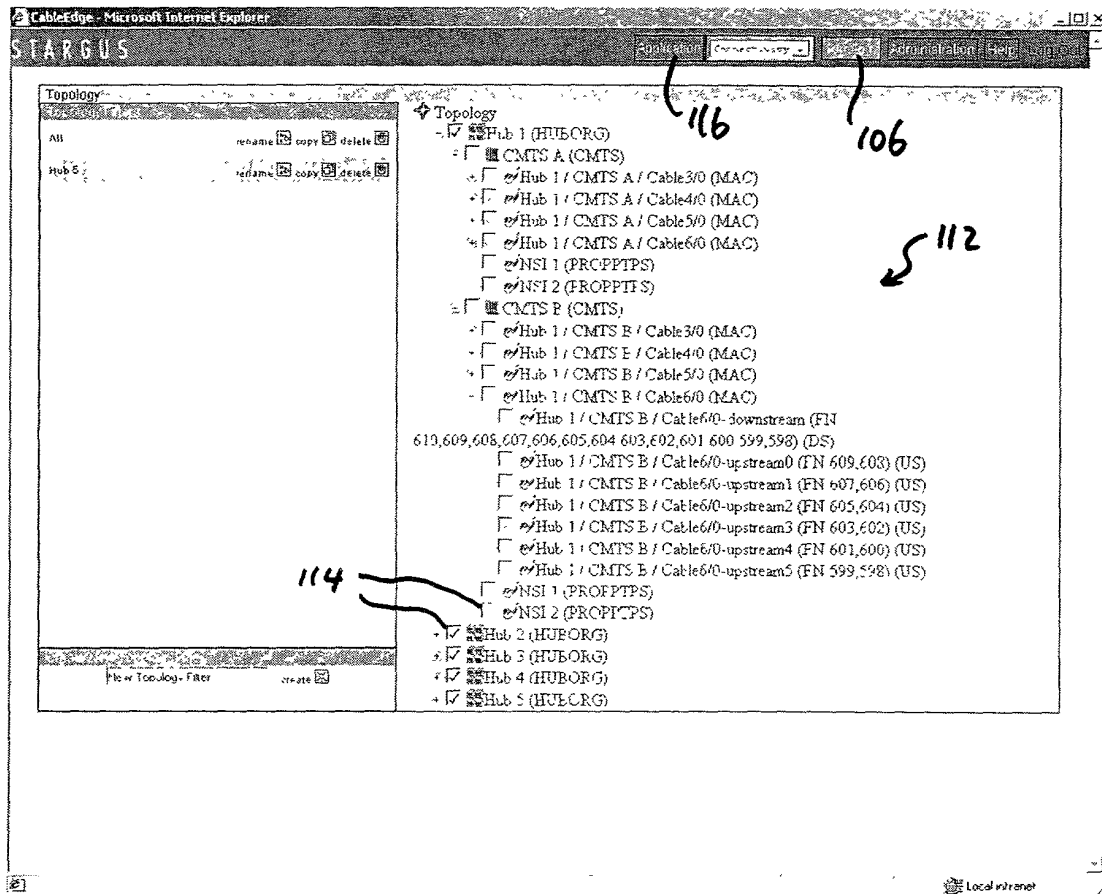 CableEdge - Microsoft Internet Explorer
STARGUS
Application Administration Help Log Out
116
106
112
114
Topology
All rename copy delete
Hub 5 rename copy delete
New Topology Filter create
Topology
Hub 1 (HUBORG)
CMTS A (CMTS)
Hub 1 / CMTS A / Cable3/0 (MAC)
Hub 1 / CMTS A / Cable4/0 (MAC)
Hub 1 / CMTS A / Cable5/0 (MAC)
Hub 1 / CMTS A / Cable6/0 (MAC)
NSI 1 (PROPPTPS)
NSI 2 (PROPPTPS)
CMTS B (CMTS)
Hub 1 / CMTS B / Cable3/0 (MAC)
Hub 1 / CMTS B / Cable4/0 (MAC)
Hub 1 / CMTS B / Cable5/0 (MAC)
Hub 1 / CMTS B / Cable6/0 (MAC)
Hub 1 / CMTS B / Cable6/0-downstream (FN
610,609,608,607,606,605,604 603,602,601 600 599,598) (DS)
Hub 1 / CMTS B / Cable6/0-upstream0 (FN 609,608) (US)
Hub 1 / CMTS B / Cable6/0-upstream1 (FN 607,606) (US)
Hub 1 / CMTS B / Cable6/0-upstream2 (FN 605,604) (US)
Hub 1 / CMTS B / Cable6/0-upstream3 (FN 603,602) (US)
Hub 1 / CMTS B / Cable6/0-upstream4 (FN 601,600) (US)
Hub 1 / CMTS B / Cable6/0-upstream5 (FN 599,598) (US)
NSI 1 (PROPPTPS)
NSI 2 (PROPPTPS)
Hub 2 (HUBORG)
Hub 3 (HUBORG)
Hub 4 (HUBORG)
Hub 5 (HUBORG)
Local intranet